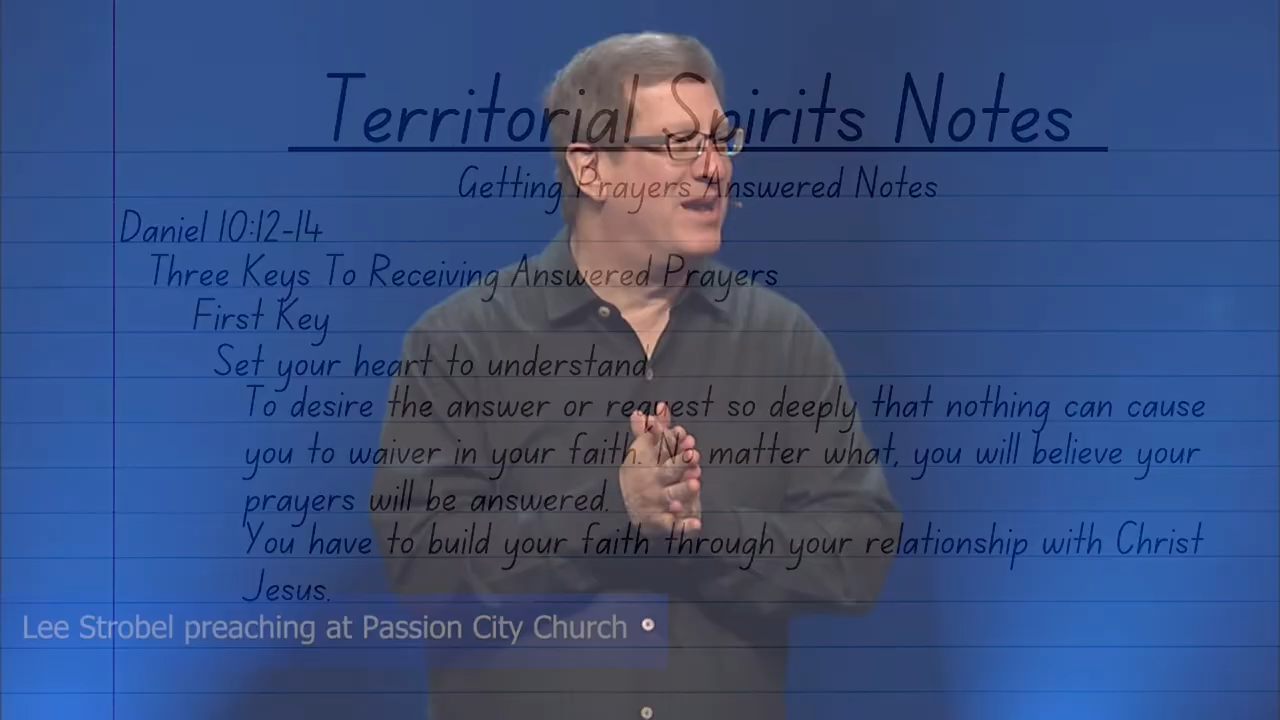 Territorial Spirits Notes
Getting Prayers Answered Notes
Daniel 10:12-14
Three Keys To Receiving Answered Prayers
First Key
Set your heart to understand.
To desire the answer or request so deeply that nothing can cause
you to waiver in your faith. No matter what, you will believe your
prayers will be answered.
You have to build your faith through your relationship with Christ
Jesus.
Lee Strobel preaching at Passion City Church